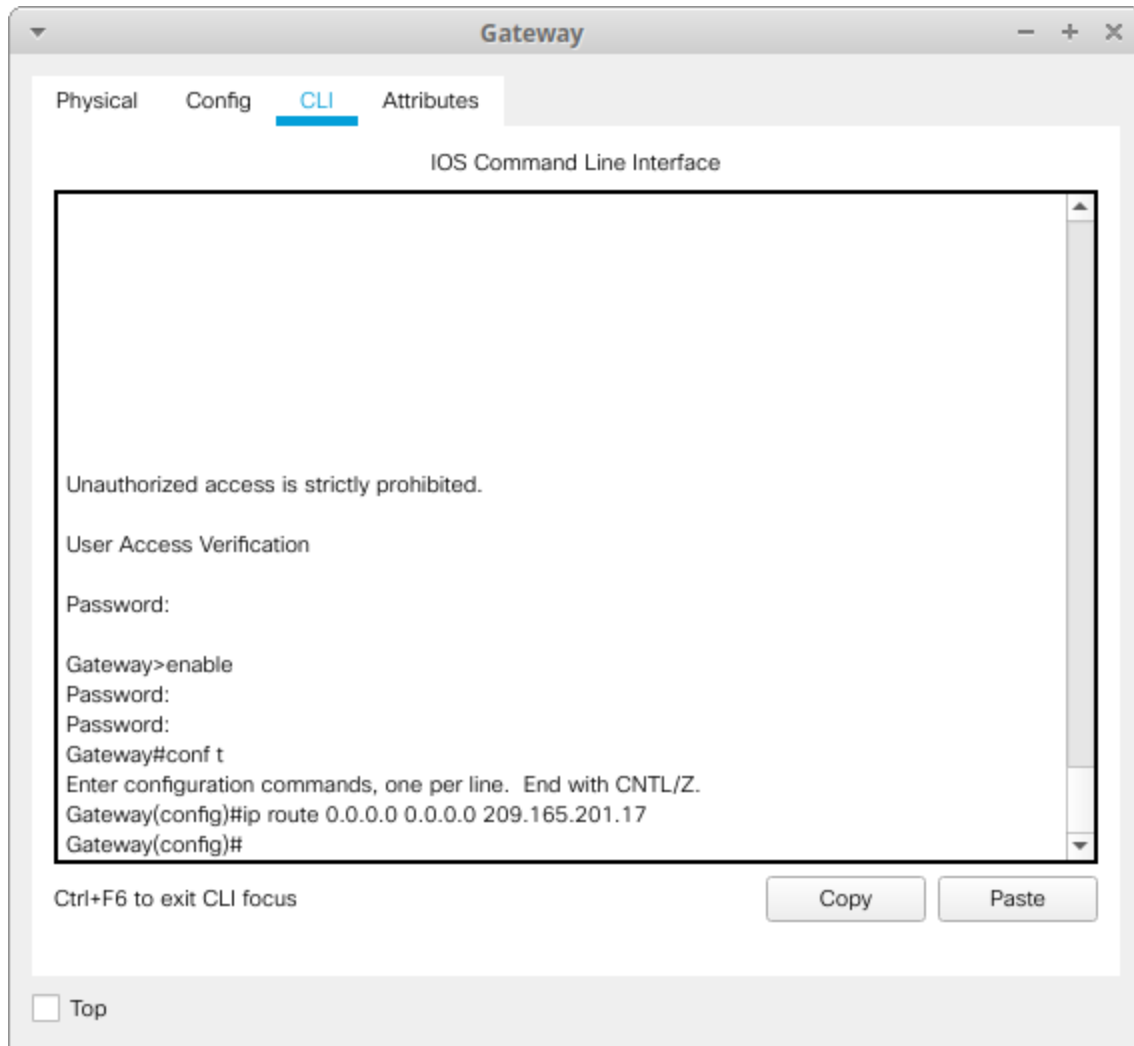 Gateway
Physical Config CLI Attributes
IOS Command Line Interface
Unauthorized access is strictly prohibited.
User Access Verification
Password:
Gateway>enable
Password:
Password:
Gateway#conf t
Enter configuration commands, one per line.  End with CNTL/Z.
Gateway(config)#ip route 0.0.0.0 0.0.0.0 209.165.201.17
Gateway(config)#
Ctrl+F6 to exit CLI focus
Copy Paste
Top